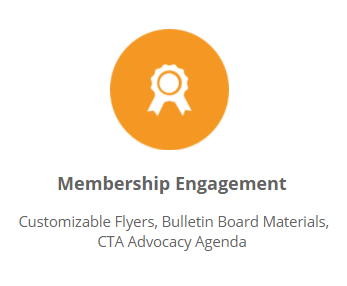 Membership Engagement
Customizable Flyers, Bulletin Board Materials,
CTA Advocacy Agenda